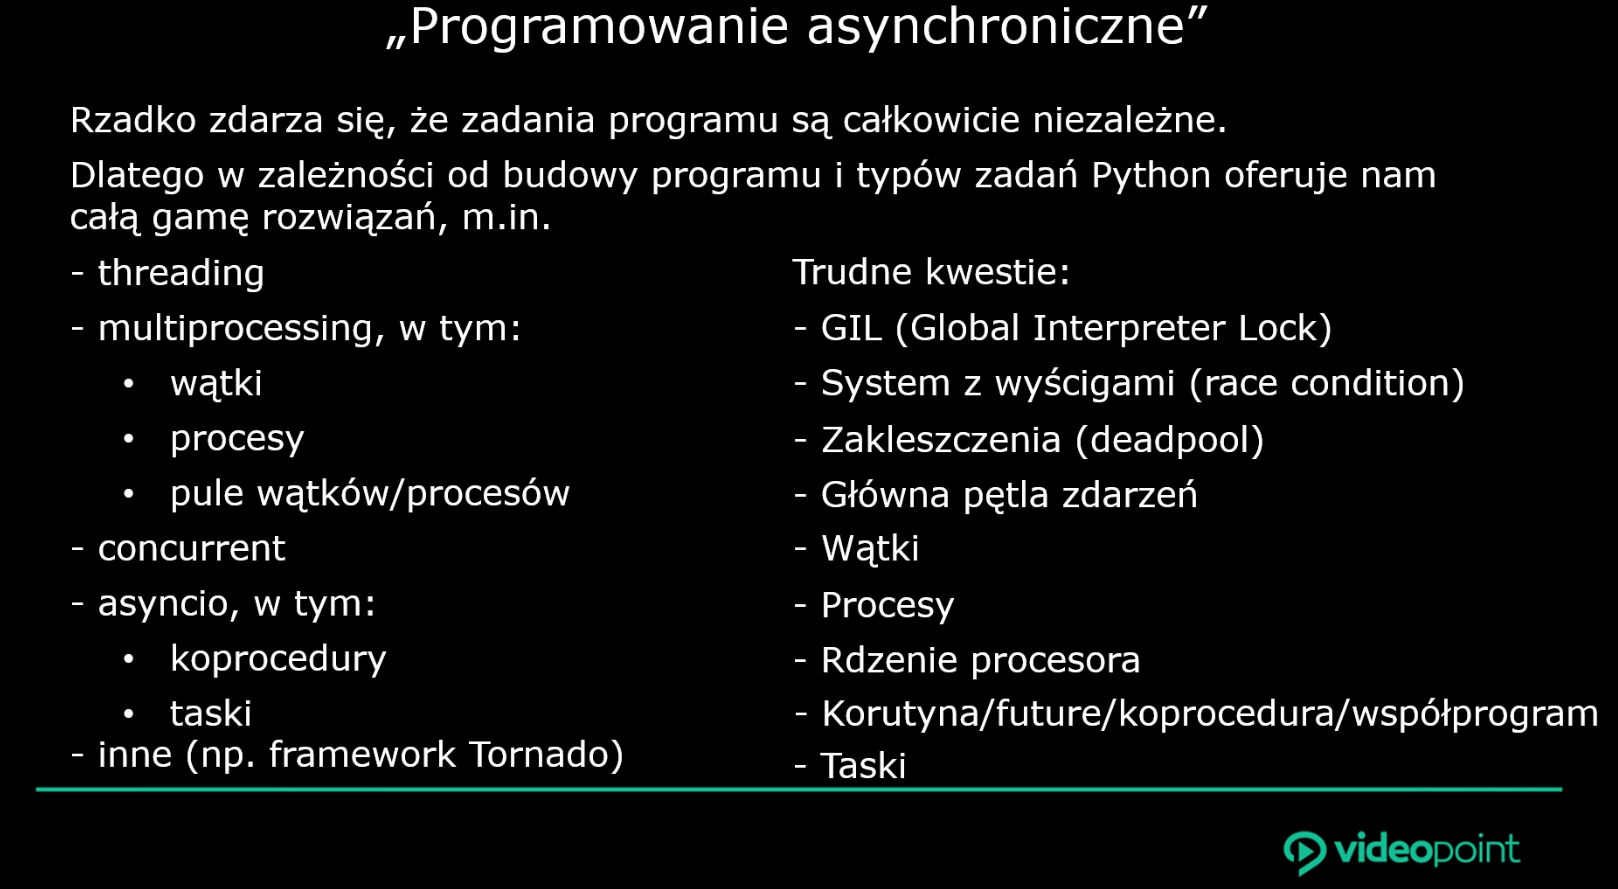 „Programowanie asynchroniczne”
Rzadko zdarza się, że zadania programu są całkowicie niezależne.
Dlatego w zależności od budowy programu i typów zadań Python oferuje nam
całą gamę rozwiązań, m.in.
- threading
- multiprocessing, w tym:
• wątki
• procesy
• pule wątków/procesów
- concurrent
- asyncio, w tym:
• koprocedury
• taski
- inne (np. framework Tornado)
Trudne kwestie:
- GIL (Global Interpreter Lock)
- System z wyścigami (race condition)
- Zakleszczenia (deadpool)
- Główna pętla zdarzeń
- Wątki
- Procesy
- Rdzenie procesora
- Korutyna/future/koprocedura/współprogram
- Taski
videopoint